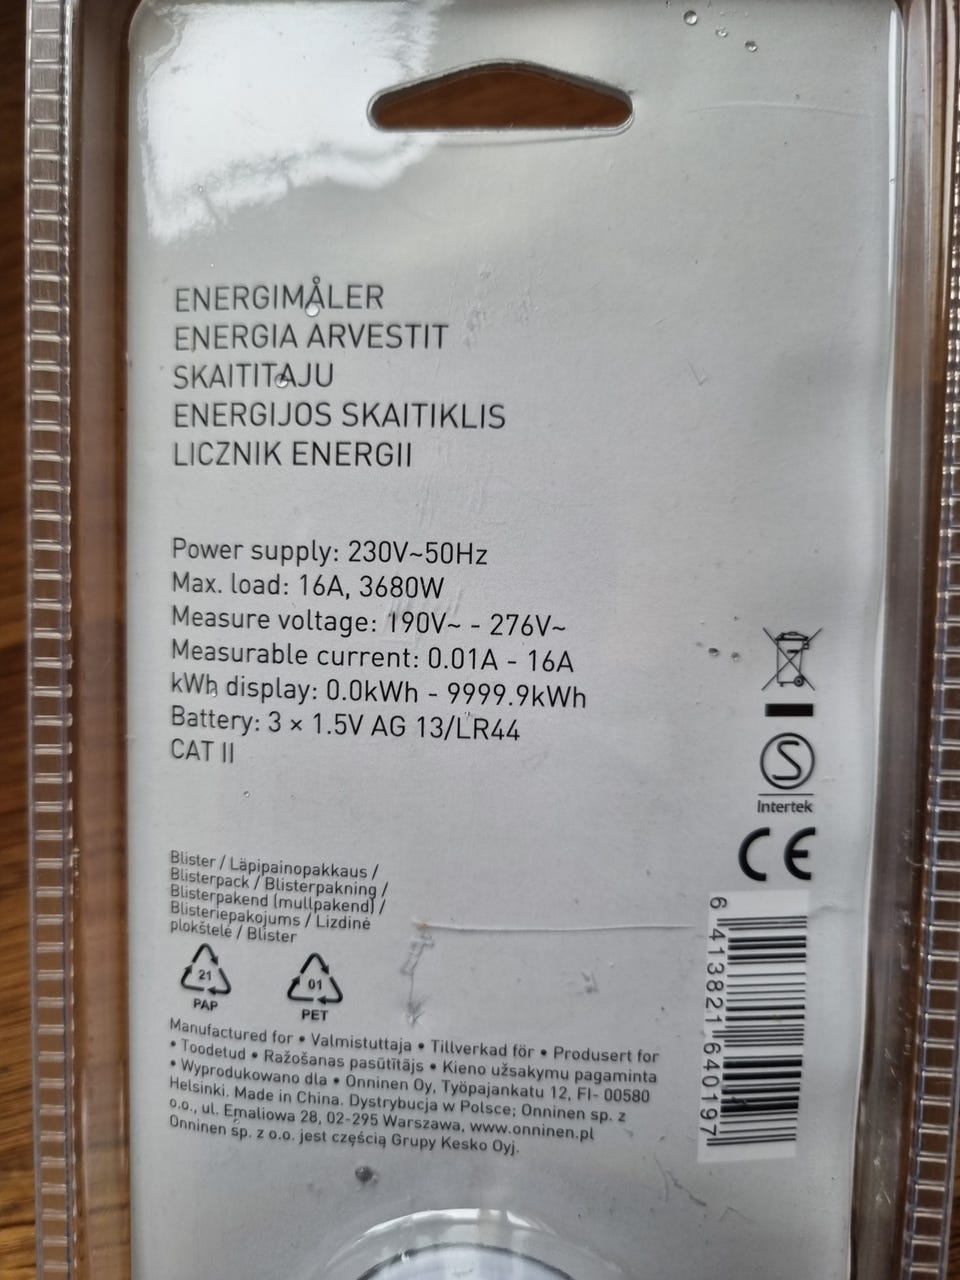 ENERGIMÅLER
ENERGIA ARVESTIT
SKAITITAJU
ENERGIJOS SKAITIKLIS
LICZNIK ENERGII
Power supply: 230V~50Hz
Max. load: 16A, 3680W
Measure voltage: 190V~ - 276V~
Measurable current: 0.01A - 16A
kWh display: 0.0kWh - 9999.9kWh
Battery: 3 × 1.5V AG 13/LR44
CAT II
S
Intertek
CE
Blister / Läpipainopakkaus /
Blisterpack / Blisterpakning /
Blisterpakend (mullpakend) /
Blisteriepakojums / Lizdinė
plokštelė / Blister
21
PAP
01
PET
Manufactured for • Valmistuttaja • Tillverkad för • Produsert for
• Toodetud • Ražošanas pasūtītājs • Kieno užsakymu pagaminta
• Wyprodukowano dla • Onninen Oy, Työpajankatu 12, FI- 00580
Helsinki. Made in China. Dystrybucja w Polsce; Onninen sp. z
o.o., ul. Emaliowa 28, 02-295 Warszawa, www.onninen.pl
Onninen sp. z o.o. jest częścią Grupy Kesko Oyj.
6 413821 640197